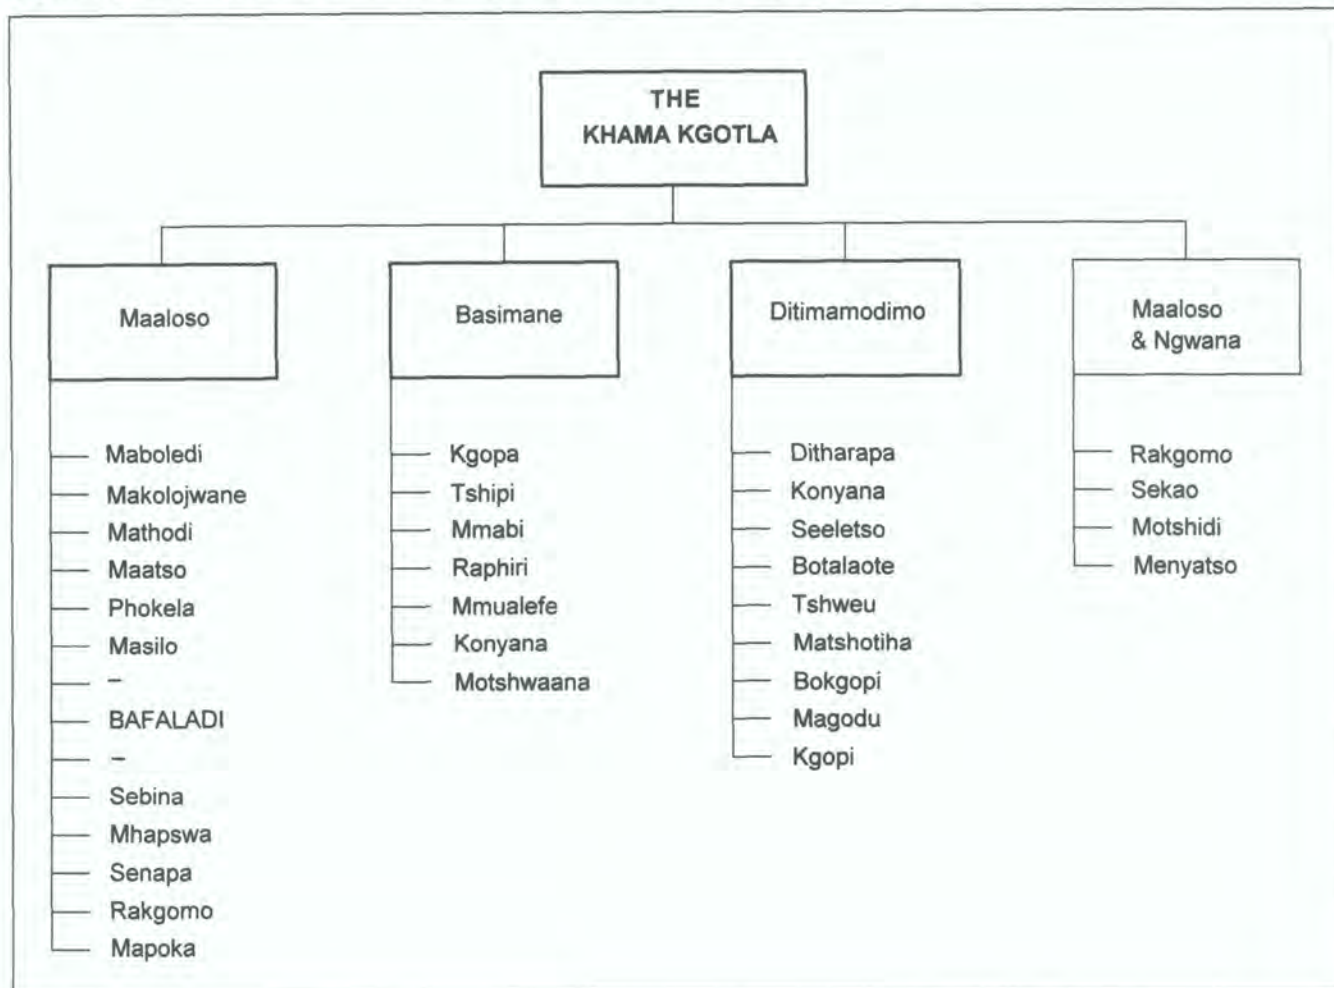 THE
KHAMA KGOTLA
Maaloso
Basimane
Ditimamodimo
Maaloso
& Ngwana
Maboledi
Makolojwane
Mathodi
Maatso
Phokela
Masilo
–
BAFALADI
–
Sebina
Mhapswa
Senapa
Rakgomo
Mapoka
Kgopa
Tshipi
Mmabi
Raphiri
Mmualefe
Konyana
Motshwaana
Ditharapa
Konyana
Seeletso
Botalaote
Tshweu
Matshotiha
Bokgopi
Magodu
Kgopi
Rakgomo
Sekao
Motshidi
Menyatso